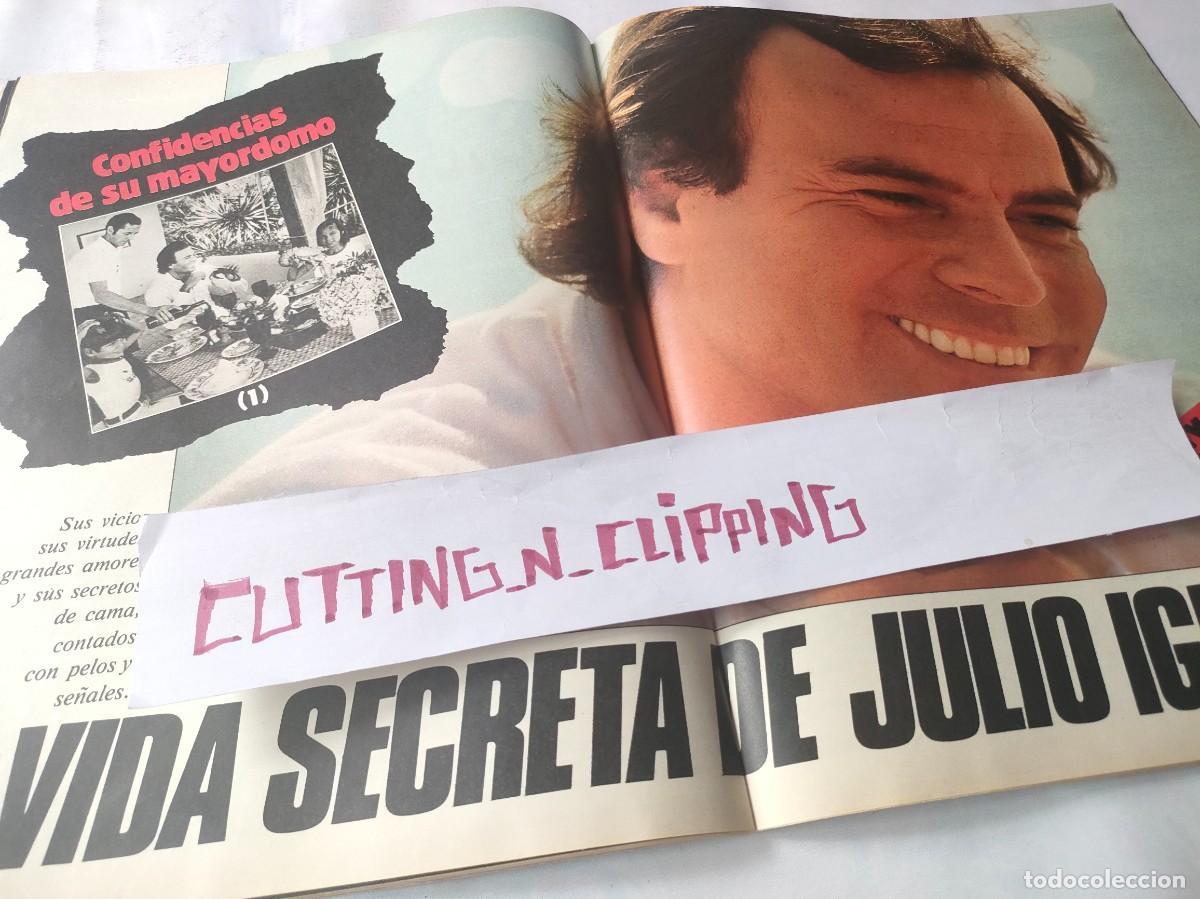 Confidencias
de su mayordomo
(1)
Sus vicio
sus virtude
grandes amore
y sus secretos
de cama,
contados
con pelos y
señales.
CUTTING_N_CLIPPING
VIDA SECRETA DE JULIO IG
todocoleccion